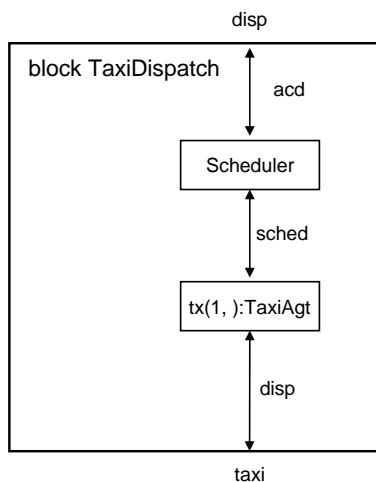 disp
block TaxiDispatch
acd
Scheduler
sched
tx(1, ):TaxiAgt
disp
taxi